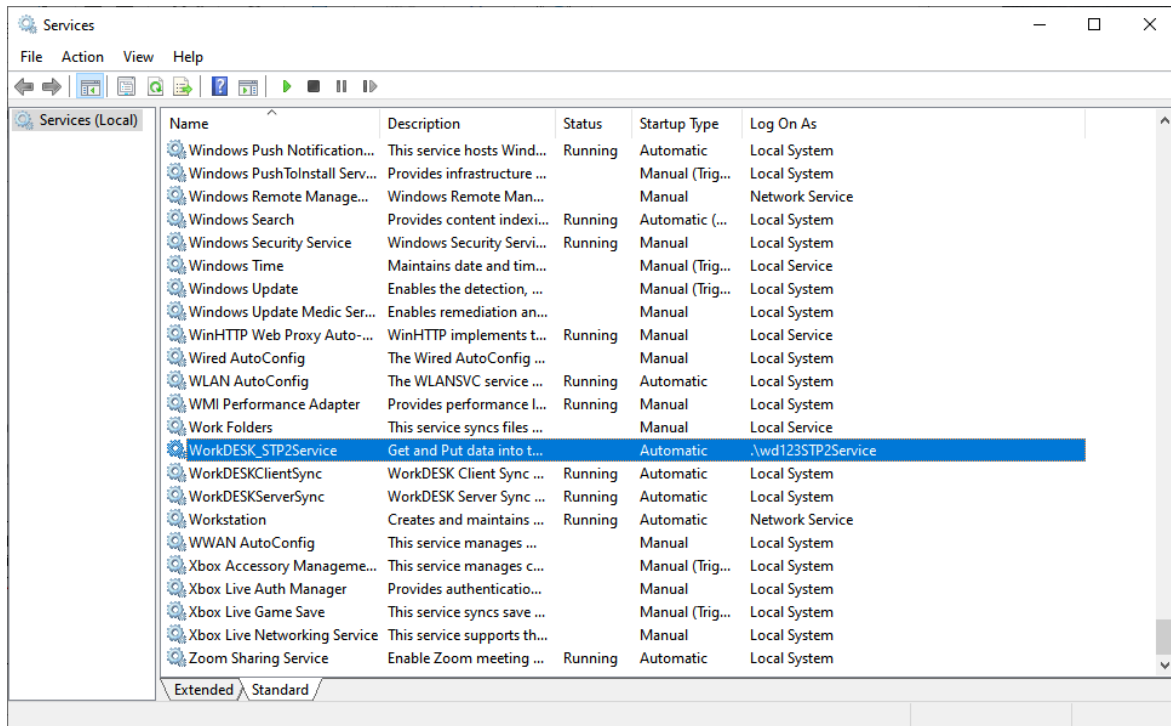 Services
File Action View Help
Services (Local)
Name Description Status Startup Type Log On As
Windows Push Notification... This service hosts Wind... Running Automatic Local System
Windows PushToInstall Serv... Provides infrastructure ... Manual (Trig... Local System
Windows Remote Manage... Windows Remote Man... Manual Network Service
Windows Search Provides content indexi... Running Automatic (... Local System
Windows Security Service Windows Security Servi... Running Manual Local System
Windows Time Maintains date and tim... Manual (Trig... Local Service
Windows Update Enables the detection, ... Manual (Trig... Local System
Windows Update Medic Ser... Enables remediation an... Manual Local System
WinHTTP Web Proxy Auto-... WinHTTP implements t... Running Manual Local Service
Wired AutoConfig The Wired AutoConfig ... Manual Local System
WLAN AutoConfig The WLANSVC service ... Running Automatic Local System
WMI Performance Adapter Provides performance l... Running Manual Local System
Work Folders This service syncs files ... Manual Local Service
WorkDESK_STP2Service Get and Put data into t... Automatic .\wd123STP2Service
WorkDESKClientSync WorkDESK Client Sync ... Running Automatic Local System
WorkDESKServerSync WorkDESK Server Sync ... Running Automatic Local System
Workstation Creates and maintains ... Running Automatic Network Service
WWAN AutoConfig This service manages ... Manual Local System
Xbox Accessory Manageme... This service manages c... Manual (Trig... Local System
Xbox Live Auth Manager Provides authenticatio... Manual Local System
Xbox Live Game Save This service syncs save ... Manual (Trig... Local System
Xbox Live Networking Service This service supports th... Manual Local System
Zoom Sharing Service Enable Zoom meeting ... Running Automatic Local System
Extended Standard